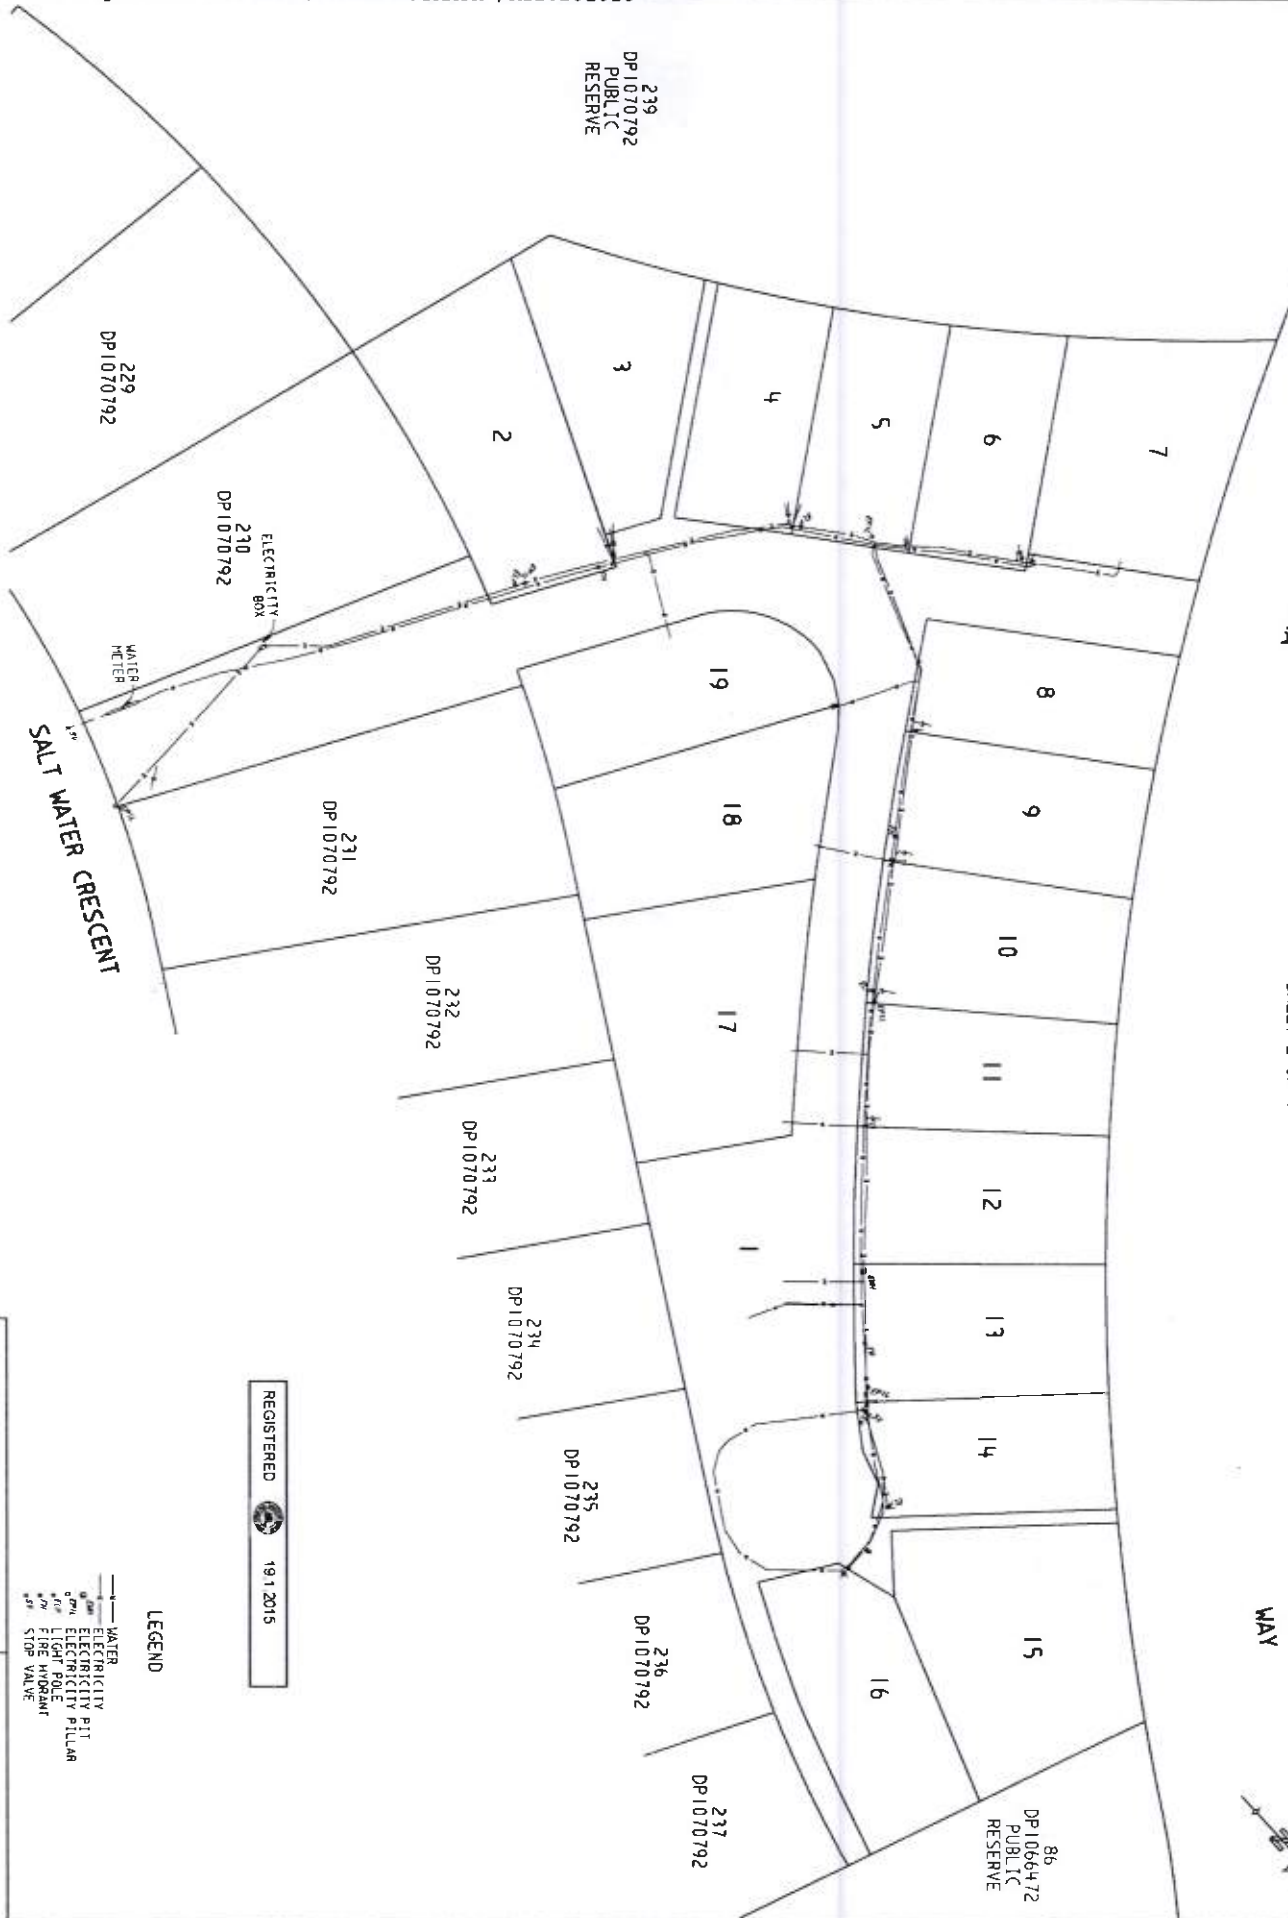 WAY
239
DP1070792
PUBLIC
RESERVE
7
6
5
4
3
2
8
9
10
11
12
13
14
15
16
19
18
17
1
86
DP1066472
PUBLIC
RESERVE
229
DP1070792
230
DP1070792
ELECTRICITY
BOX
WATER
METER
231
DP1070792
232
DP1070792
233
DP1070792
234
DP1070792
235
DP1070792
236
DP1070792
237
DP1070792
SALT WATER CRESCENT
REGISTERED
19.1.2015
LEGEND
WATER
ELECTRICITY
ELECTRICITY PIT
ELECTRICITY PILLAR
LIGHT POLE
FIRE HYDRANT
STOP VALVE